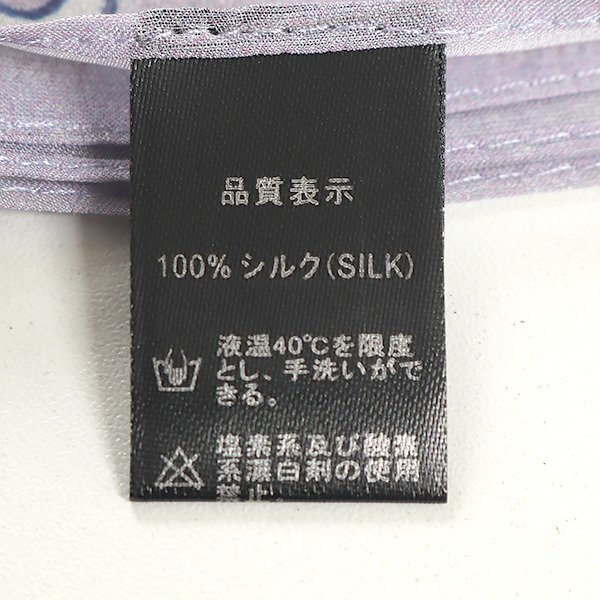 品質表示
100% シルク(SILK)
液温40℃を限度
とし、手洗いがで
きる。
塩素系及び酸素
系漂白剤の使用
禁止